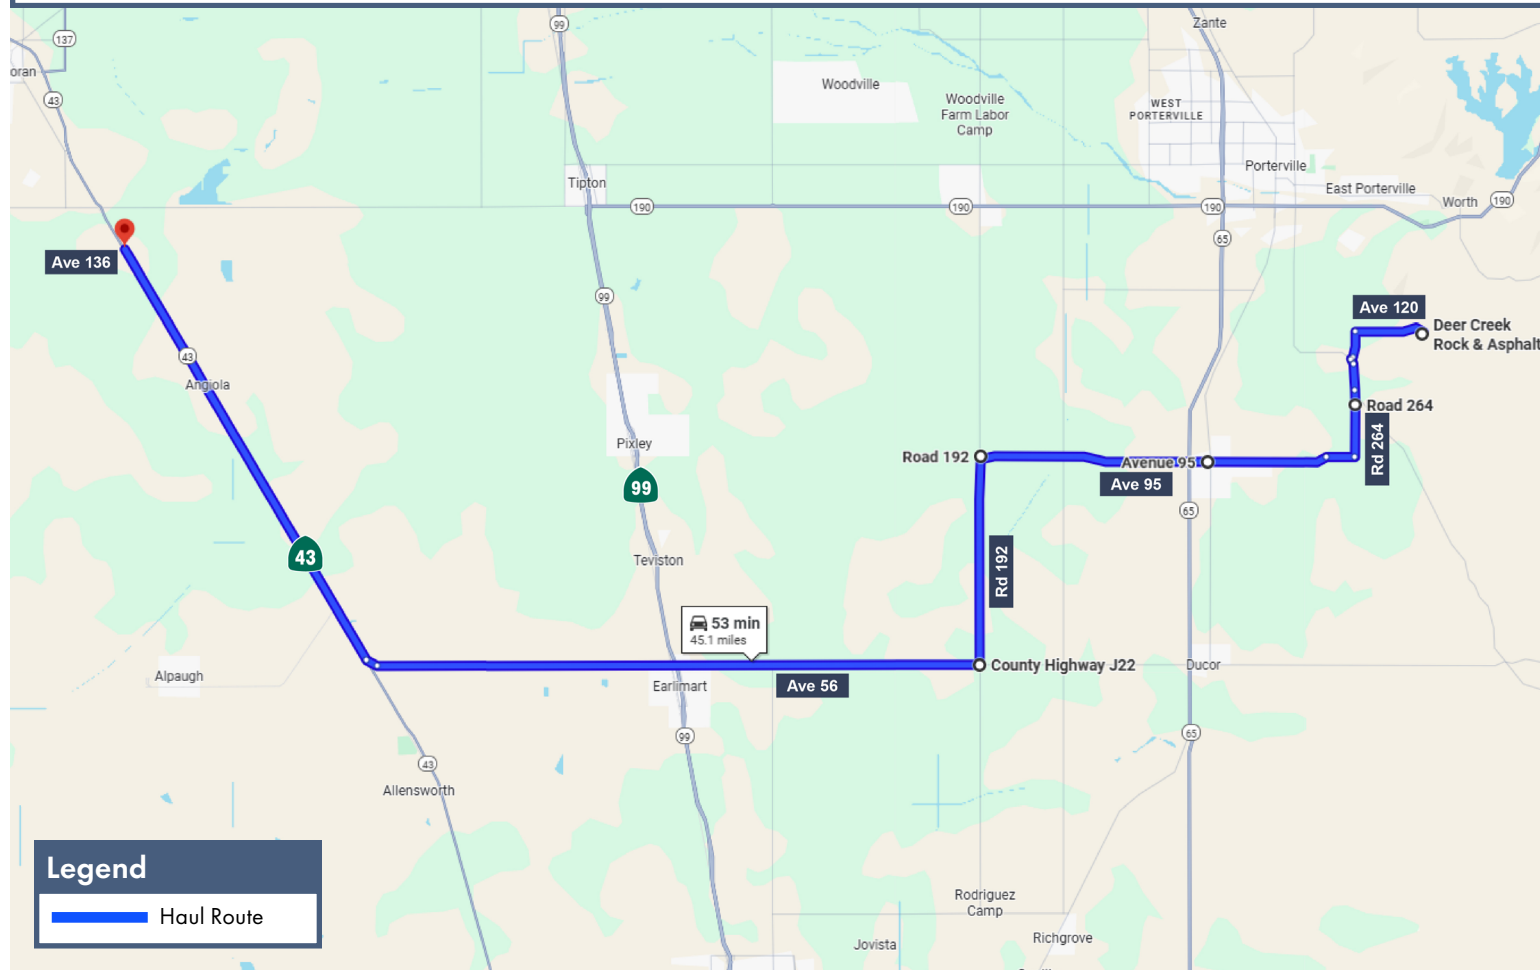 Zante
99
137
oran
43
Woodville
Woodville
Farm Labor
Camp
WEST
PORTERVILLE
Porterville
Tipton
East Porterville
Worth
190
190
190
190
65
Ave 136
99
43
Angiola
Ave 120
Deer Creek
Rock & Asphalt
Road 264
Rd 264
Pixley
Road 192
Avenue 95
Ave 95
99
65
43
Teviston
Rd 192
53 min
45.1 miles
County Highway J22
Ducor
Alpaugh
Earlimart
Ave 56
99
65
43
Allensworth
Legend
Haul Route
Rodriguez
Camp
Jovista
Richgrove